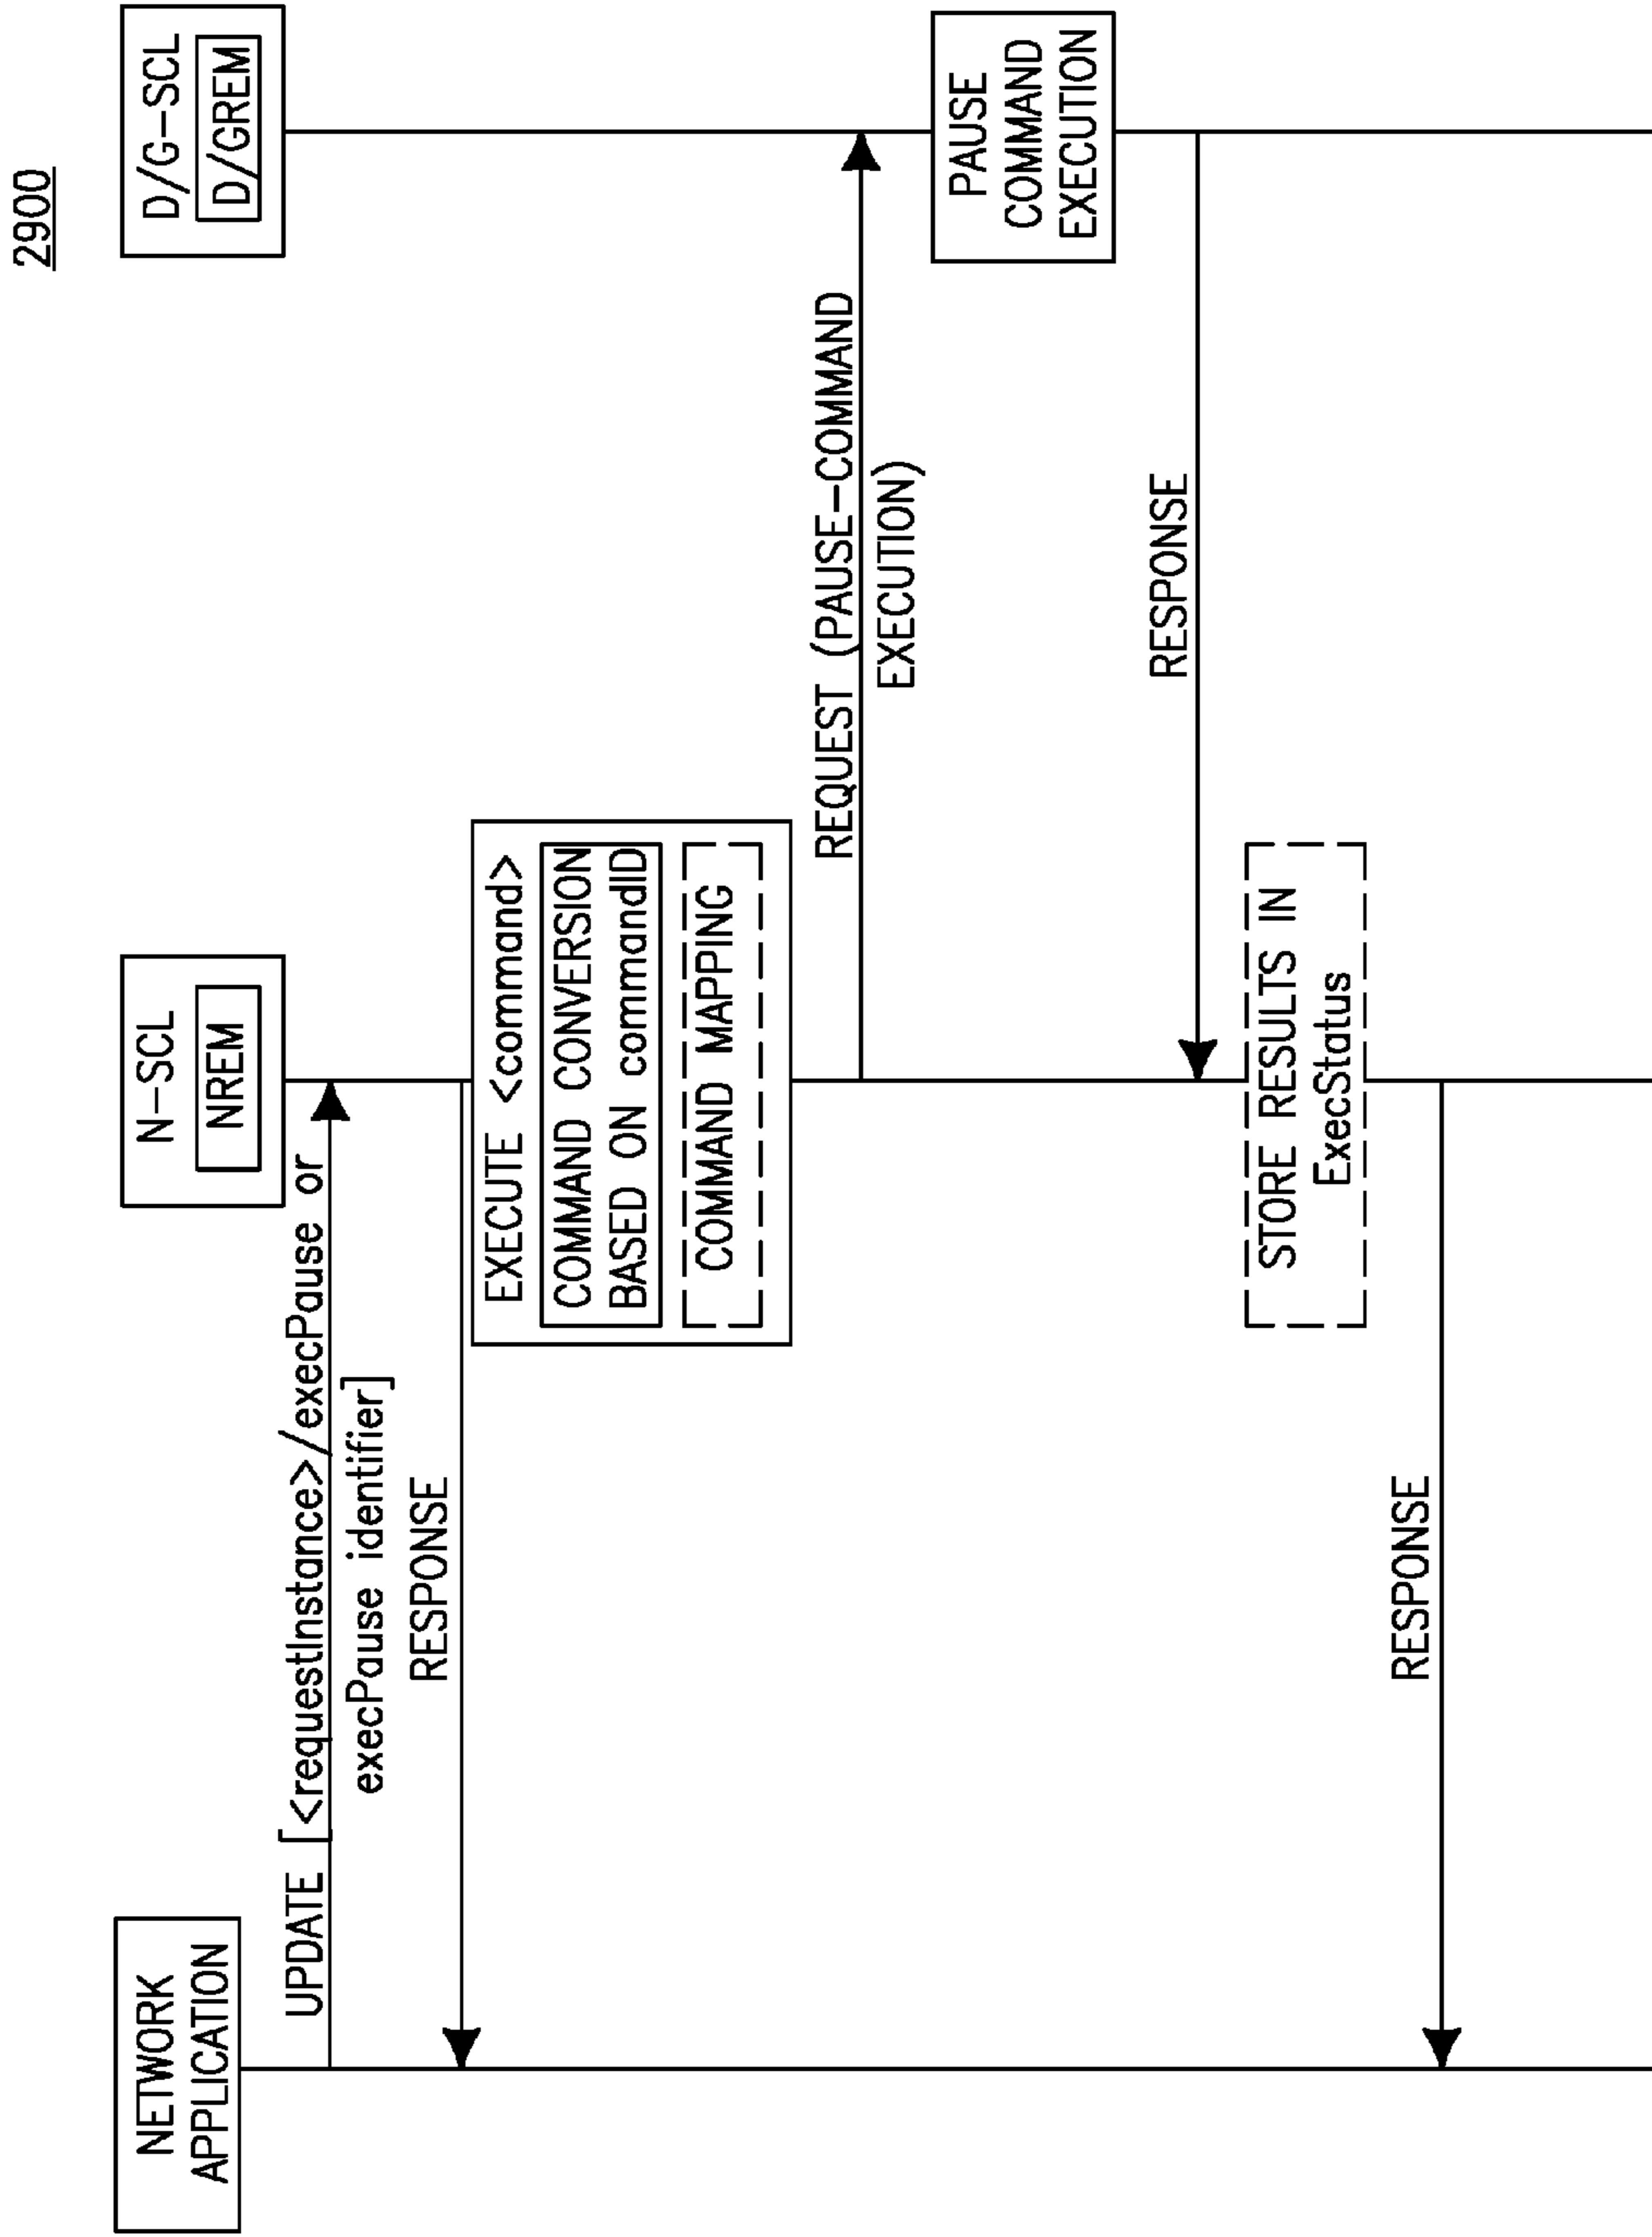 2900
NETWORK
APPLICATION
N-SCL
NREM
D/G-SCL
D/GREM
UPDATE [<requestInstance>/execPause or
execPause identifier]
RESPONSE
EXECUTE <command>
COMMAND CONVERSION
BASED ON commandID
COMMAND MAPPING
REQUEST (PAUSE-COMMAND
EXECUTION)
PAUSE
COMMAND
EXECUTION
RESPONSE
STORE RESULTS IN
ExecStatus
RESPONSE